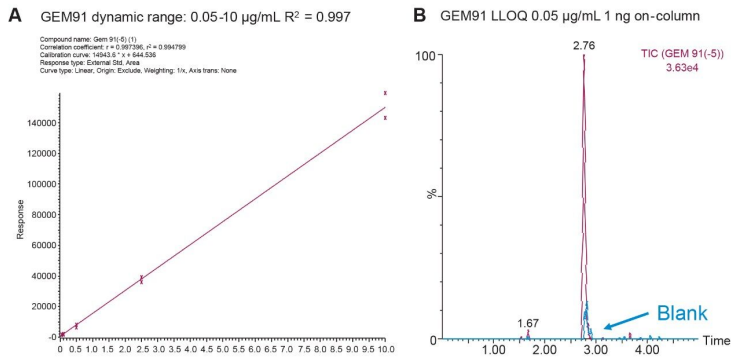 A
GEM91 dynamic range: 0.05-10 µg/mL R² = 0.997
Compound name: Gem 91(-5) (1)
Correlation coefficient: r = 0.997396, r² = 0.994799
Calibration curve: 14943.6 * x + 644.536
Response type: External Std, Area
Curve type: Linear, Origin: Exclude, Weighting: 1/x, Axis trans: None
140000
120000
100000
80000
60000
40000
20000
-0
Response
0 0.5 1.0 1.5 2.0 2.5 3.0 3.5 4.0 4.5 5.0 5.5 6.0 6.5 7.0 7.5 8.0 8.5 9.0 9.5 10.0
B
GEM91 LLOQ 0.05 µg/mL 1 ng on-column
100
%
0
2.76
TIC (GEM 91(-5))
3.63e4
1.67
Blank
1.00 2.00 3.00 4.00 Time